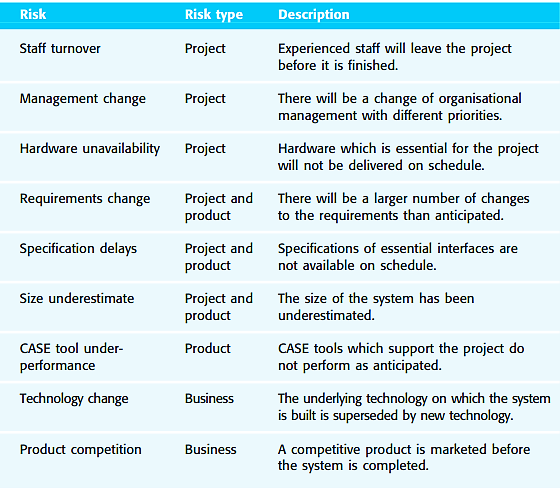 Risk Risk type Description
Staff turnover Project Experienced staff will leave the project
before it is finished.
Management change Project There will be a change of organisational
management with different priorities.
Hardware unavailability Project Hardware which is essential for the project
will not be delivered on schedule.
Requirements change Project and There will be a larger number of changes
product to the requirements than anticipated.
Specification delays Project and Specifications of essential interfaces are
product not available on schedule.
Size underestimate Project and The size of the system has been
product underestimated.
CASE tool under- Product CASE tools which support the project do
performance not perform as anticipated.
Technology change Business The underlying technology on which the system
is built is superseded by new technology.
Product competition Business A competitive product is marketed before
the system is completed.